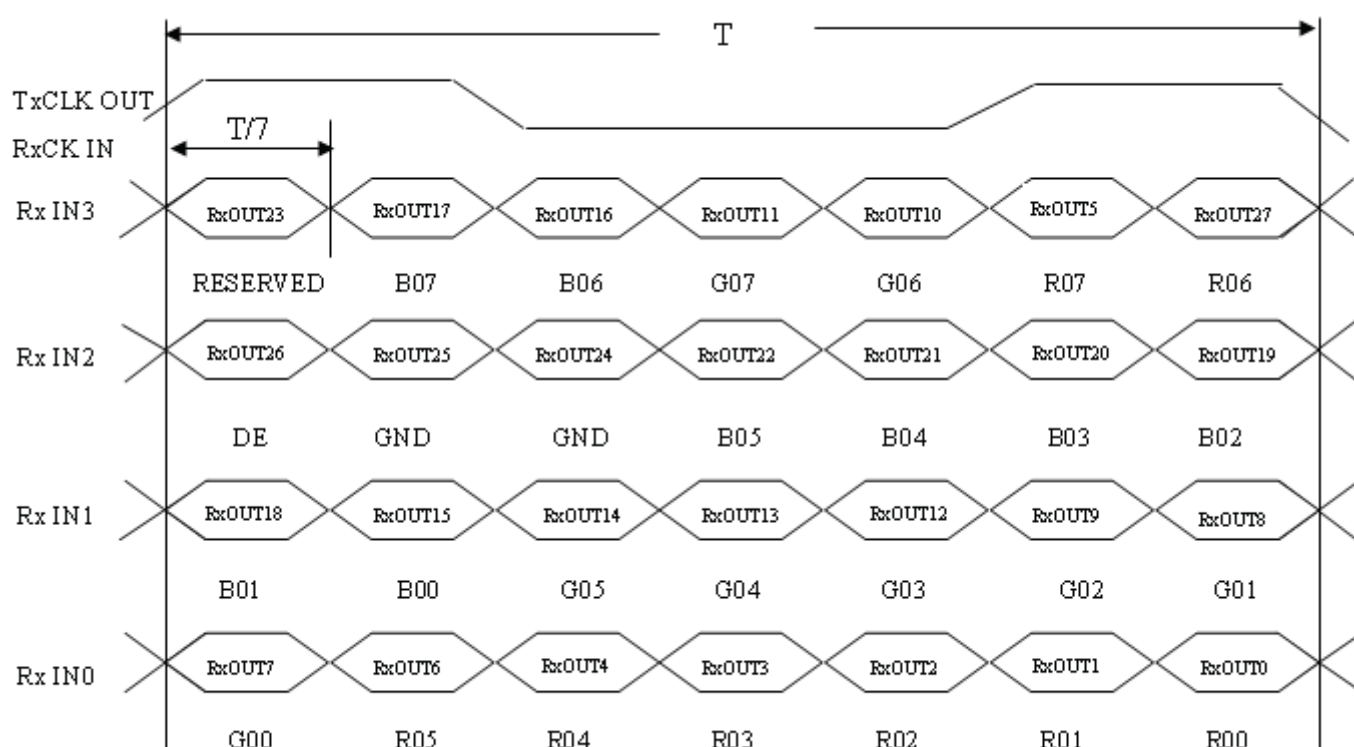 T
TxCLK OUT
T/7
RxCK IN
Rx IN3 RxOUT23 RxOUT17 RxOUT16 RxOUT11 RxOUT10 RxOUT5 RxOUT27
RESERVED B07 B06 G07 G06 R07 R06
Rx IN2 RxOUT26 RxOUT25 RxOUT24 RxOUT22 RxOUT21 RxOUT20 RxOUT19
DE GND GND B05 B04 B03 B02
Rx IN1 RxOUT18 RxOUT15 RxOUT14 RxOUT13 RxOUT12 RxOUT9 RxOUT8
B01 B00 G05 G04 G03 G02 G01
Rx IN0 RxOUT7 RxOUT6 RxOUT4 RxOUT3 RxOUT2 RxOUT1 RxOUT0
G00 R05 R04 R03 R02 R01 R00